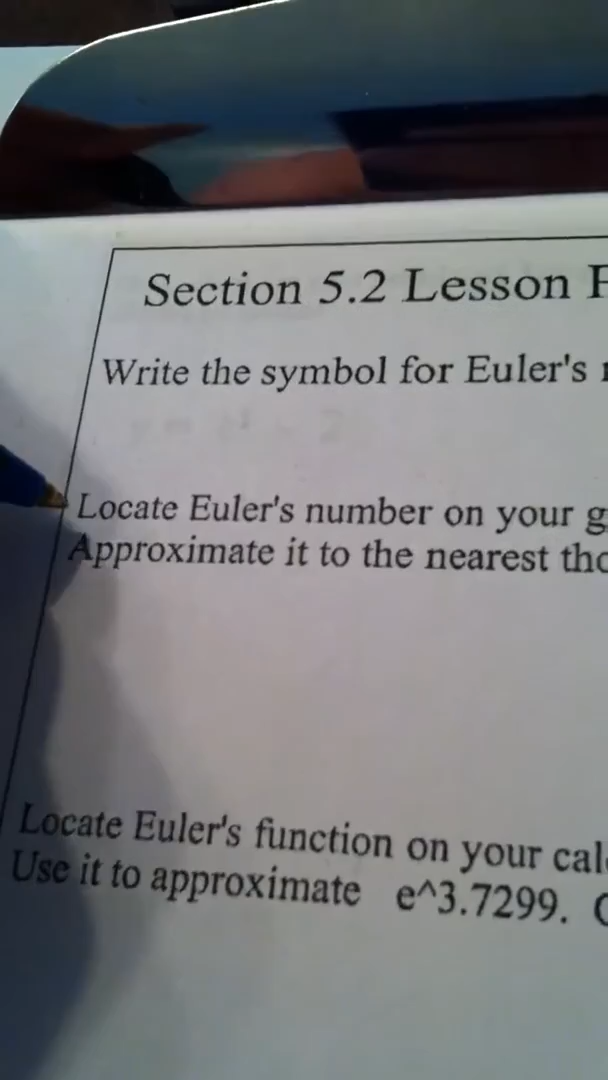 Section 5.2 Lesson
Write the symbol for Euler's
Locate Euler's number on your
Approximate it to the nearest
Locate Euler's function on your
Use it to approximate e^3.7299.